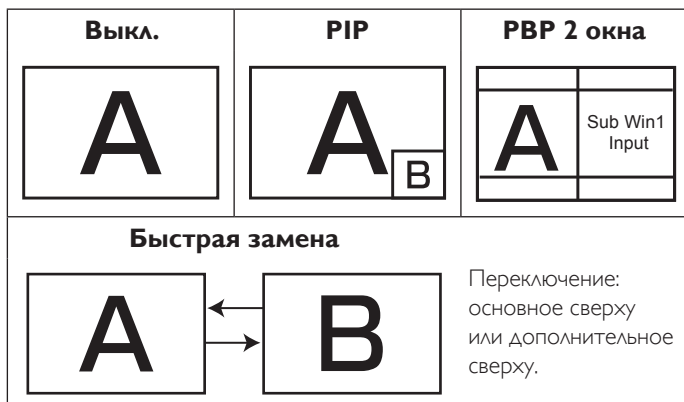 Выкл.
PIP
PBP 2 окна
A
A
B
A
Sub Win1
Input
Быстрая замена
A
B
Переключение:
основное сверху
или дополнительное
сверху.